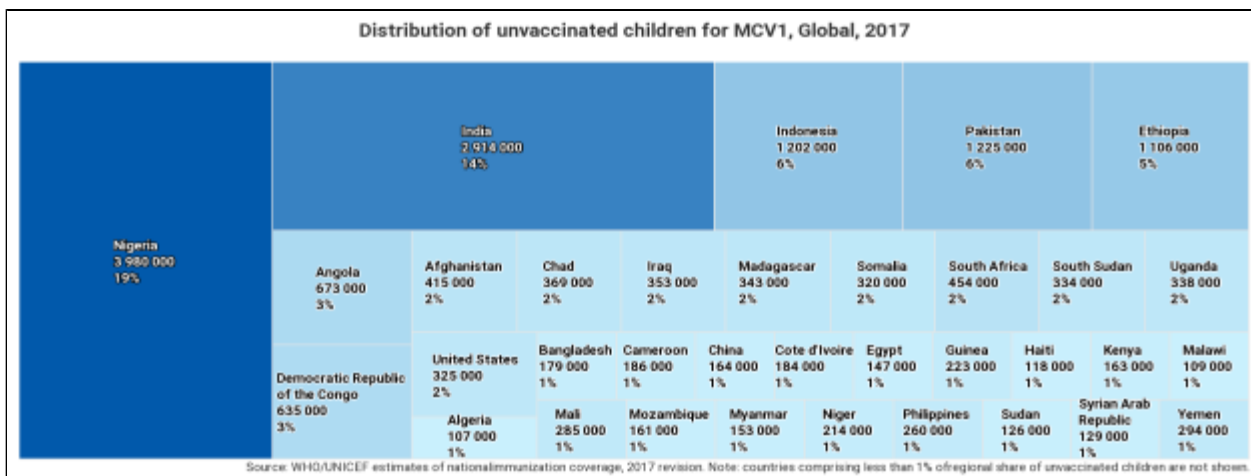 Distribution of unvaccinated children for MCV1, Global, 2017
Nigeria
3 980 000
19%
India
2 914 000
14%
Indonesia
1 202 000
6%
Pakistan
1 225 000
6%
Ethiopia
1 106 000
5%
Angola
673 000
3%
Democratic Republic
of the Congo
635 000
3%
Afghanistan
415 000
2%
Chad
369 000
2%
Iraq
353 000
2%
Madagascar
343 000
2%
Somalia
320 000
2%
South Africa
454 000
2%
South Sudan
334 000
2%
Uganda
338 000
2%
United States
325 000
2%
Algeria
107 000
1%
Bangladesh
179 000
1%
Cameroon
186 000
1%
China
164 000
1%
Cote d'Ivoire
184 000
1%
Egypt
147 000
1%
Guinea
223 000
1%
Haiti
118 000
1%
Kenya
163 000
1%
Malawi
109 000
1%
Mali
285 000
1%
Mozambique
161 000
1%
Myanmar
153 000
1%
Niger
214 000
1%
Philippines
260 000
1%
Sudan
126 000
1%
Syrian Arab
Republic
129 000
1%
Yemen
294 000
1%
Source: WHO/UNICEF estimates of nationalimmunization coverage, 2017 revision. Note: countries comprising less than 1% ofregional share of unvaccinated children are not shown